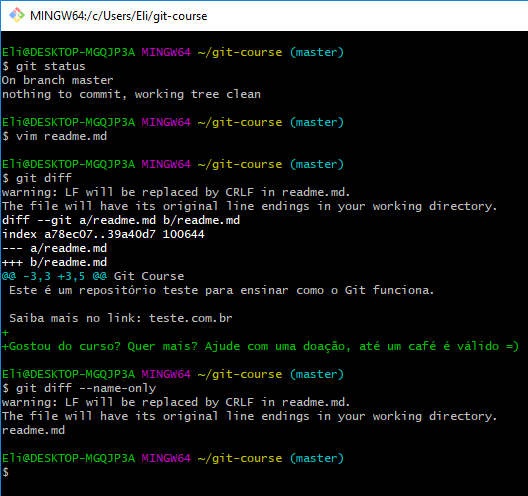 MINGW64:/c/Users/Eli/git-course
Eli@DESKTOP-MGQJP3A MINGW64 ~/git-course (master)
$ git status
On branch master
nothing to commit, working tree clean
Eli@DESKTOP-MGQJP3A MINGW64 ~/git-course (master)
$ vim readme.md
Eli@DESKTOP-MGQJP3A MINGW64 ~/git-course (master)
$ git diff
warning: LF will be replaced by CRLF in readme.md.
The file will have its original line endings in your working directory.
diff --git a/readme.md b/readme.md
index a78ec07..39a40d7 100644
--- a/readme.md
+++ b/readme.md
@@ -3,3 +3,5 @@ Git Course
 Este é um repositório teste para ensinar como o Git funciona.
 Saiba mais no link: teste.com.br
+
+Gostou do curso? Quer mais? Ajude com uma doação, até um café é válido =)
Eli@DESKTOP-MGQJP3A MINGW64 ~/git-course (master)
$ git diff --name-only
warning: LF will be replaced by CRLF in readme.md.
The file will have its original line endings in your working directory.
readme.md
Eli@DESKTOP-MGQJP3A MINGW64 ~/git-course (master)
$